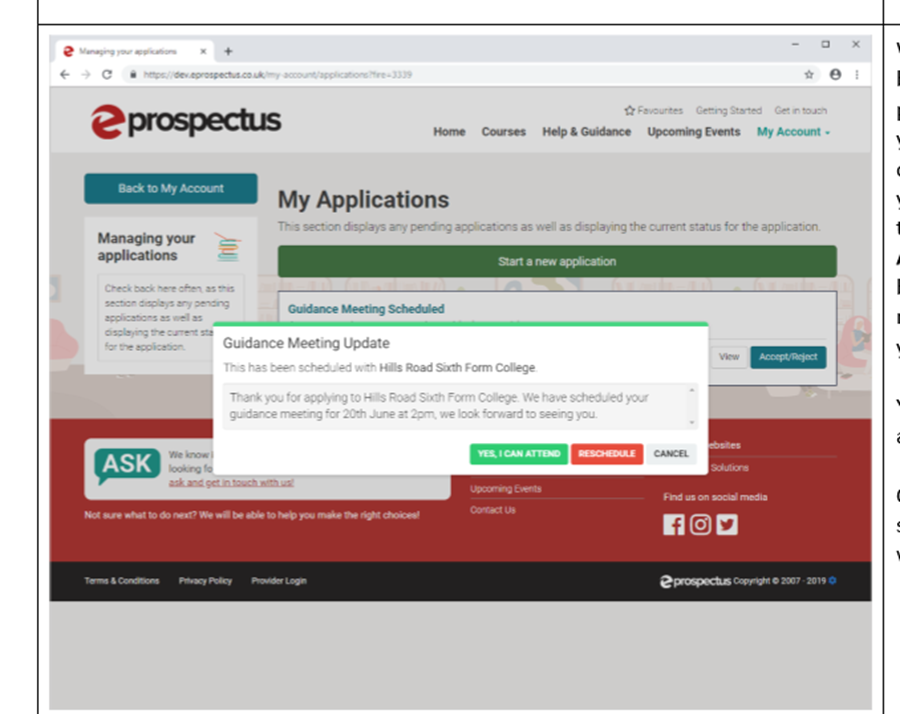 Managing your applications
https://dev.eprospectus.co.uk/my-account/applications?fire=3339
eprospectus
Favourites Getting Started Get in touch
Home Courses Help & Guidance Upcoming Events My Account
Back to My Account
My Applications
This section displays any pending applications as well as displaying the current status for the application.
Managing your
applications
Start a new application
Check back here often, as this
section displays any pending
applications as well as
displaying the current sta
for the application.
Guidance Meeting Scheduled
View Accept/Reject
Guidance Meeting Update
This has been scheduled with Hills Road Sixth Form College.
Thank you for applying to Hills Road Sixth Form College. We have scheduled your
guidance meeting for 20th June at 2pm, we look forward to seeing you.
YES, I CAN ATTEND RESCHEDULE CANCEL
ASK
We know
looking fo
ask and get in touch with us!
Not sure what to do next? We will be able to help you make the right choices!
Upcoming Events
Contact Us
ebsites
Solutions
Find us on social media
Terms & Conditions Privacy Policy Provider Login
eprospectus Copyright © 2007 - 2019